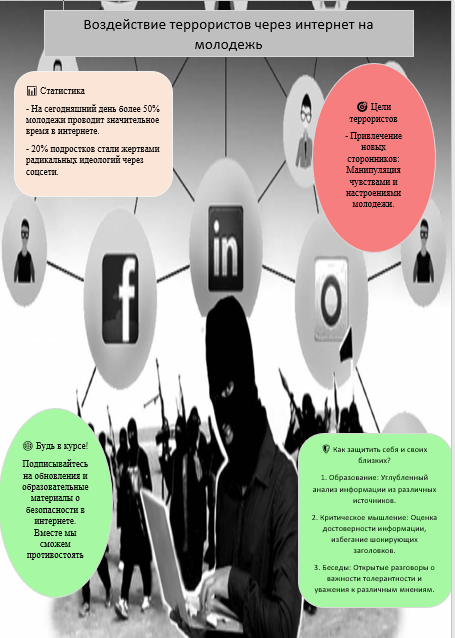 Воздействие террористов через интернет на
молодежь
📊 Статистика
- На сегодняшний день более 50%
молодежи проводит значительное
время в интернете.
- 20% подростков стали жертвами
радикальных идеологий через
соцсети.
🎯 Цели
террористов
- Привлечение
новых
сторонников:
Манипуляция
чувствами и
настроениями
молодежи.
f
in
🌐 Будь в курсе!
Подписывайтесь
на обновления и
образовательные
материалы о
безопасности в
интернете.
Вместе мы
сможем
противостоять
🛡 Как защитить себя и своих
близких?
1. Образование: Углубленный
анализ информации из различных
источников.
2. Критическое мышление: Оценка
достоверности информации,
избегание шокирующих
заголовков.
3. Беседы: Открытые разговоры о
важности толерантности и
уважения к различным мнениям.